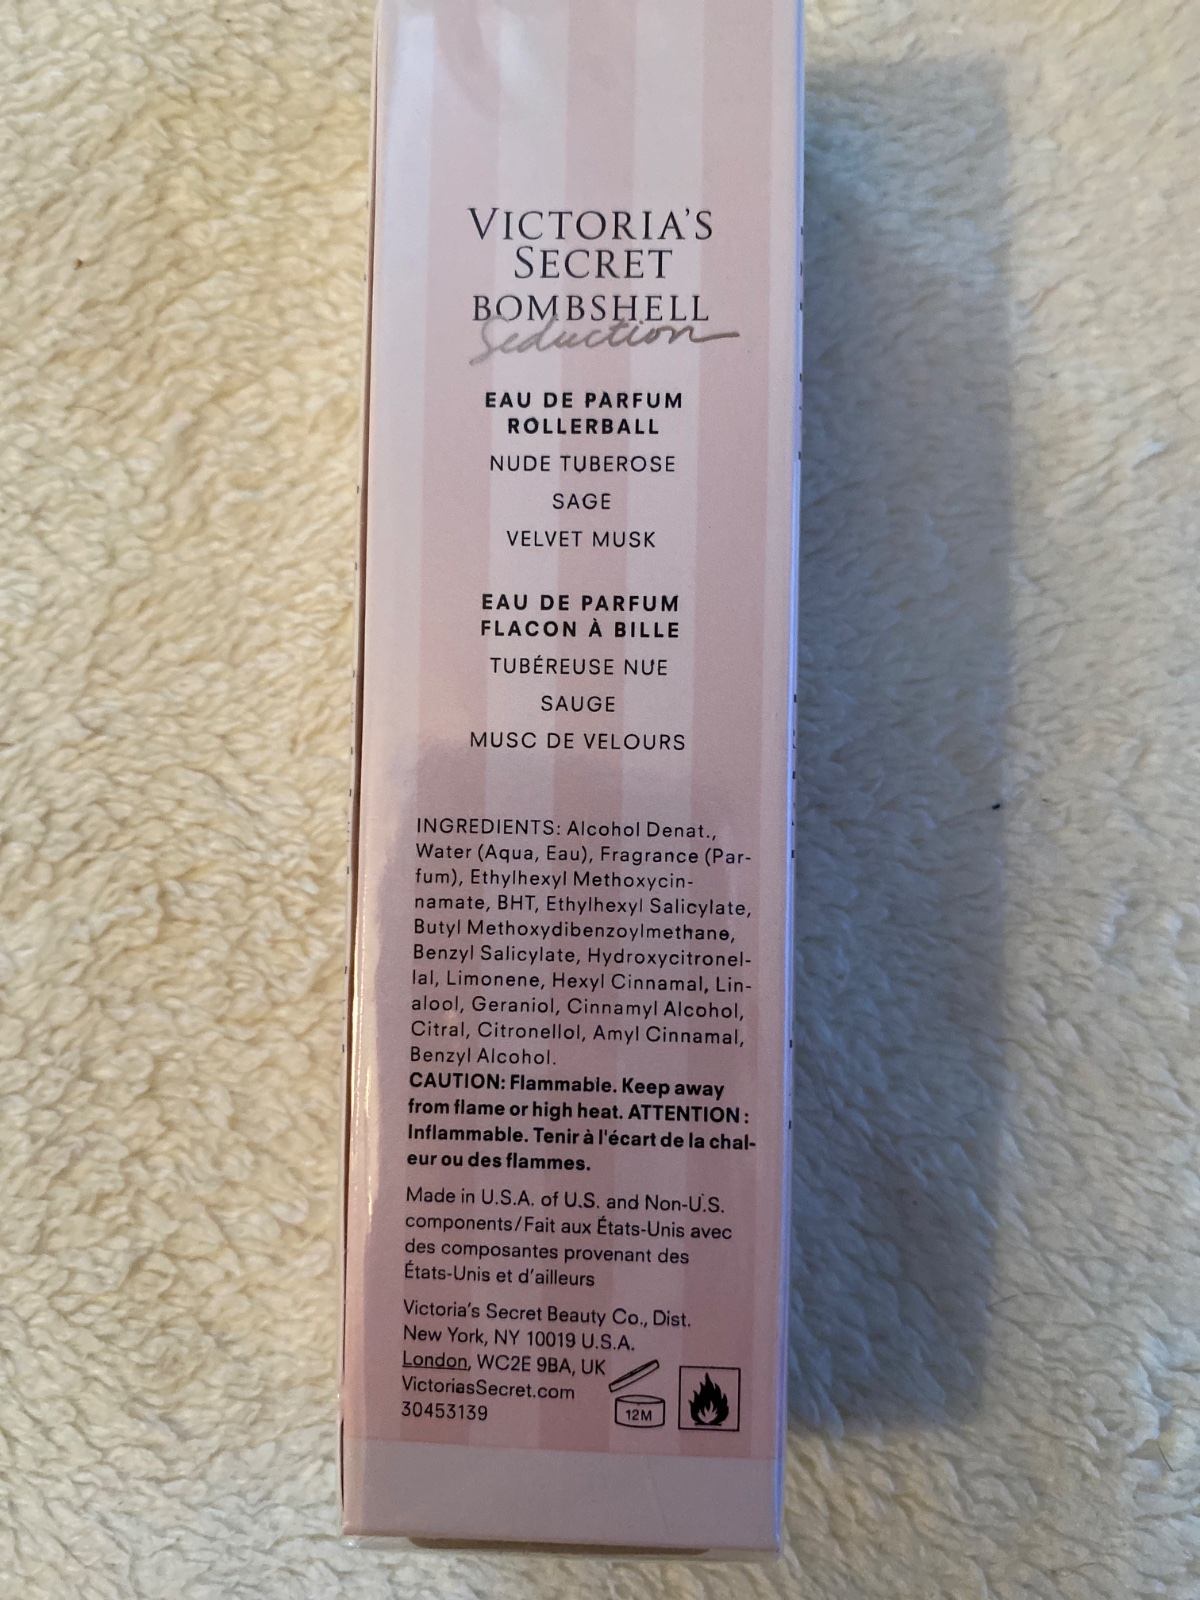 VICTORIA'S
SECRET
BOMBSHELL
Seduction
EAU DE PARFUM
ROLLERBALL
NUDE TUBEROSE
SAGE
VELVET MUSK
EAU DE PARFUM
FLACON À BILLE
TUBÉREUSE NUE
SAUGE
MUSC DE VELOURS
INGREDIENTS: Alcohol Denat.,
Water (Aqua, Eau), Fragrance (Par-
fum), Ethylhexyl Methoxycin-
namate, BHT, Ethylhexyl Salicylate,
Butyl Methoxydibenzoylmethane,
Benzyl Salicylate, Hydroxycitronel-
lal, Limonene, Hexyl Cinnamal, Lin-
alool, Geraniol, Cinnamyl Alcohol,
Citral, Citronellol, Amyl Cinnamal,
Benzyl Alcohol.
CAUTION: Flammable. Keep away
from flame or high heat. ATTENTION :
Inflammable. Tenir à l'écart de la chal-
eur ou des flammes.
Made in U.S.A. of U.S. and Non-U.S.
components/Fait aux États-Unis avec
des composantes provenant des
États-Unis et d'ailleurs
Victoria's Secret Beauty Co., Dist.
New York, NY 10019 U.S.A.
London, WC2E 9BA, UK
VictoriasSecret.com
30453139
12M